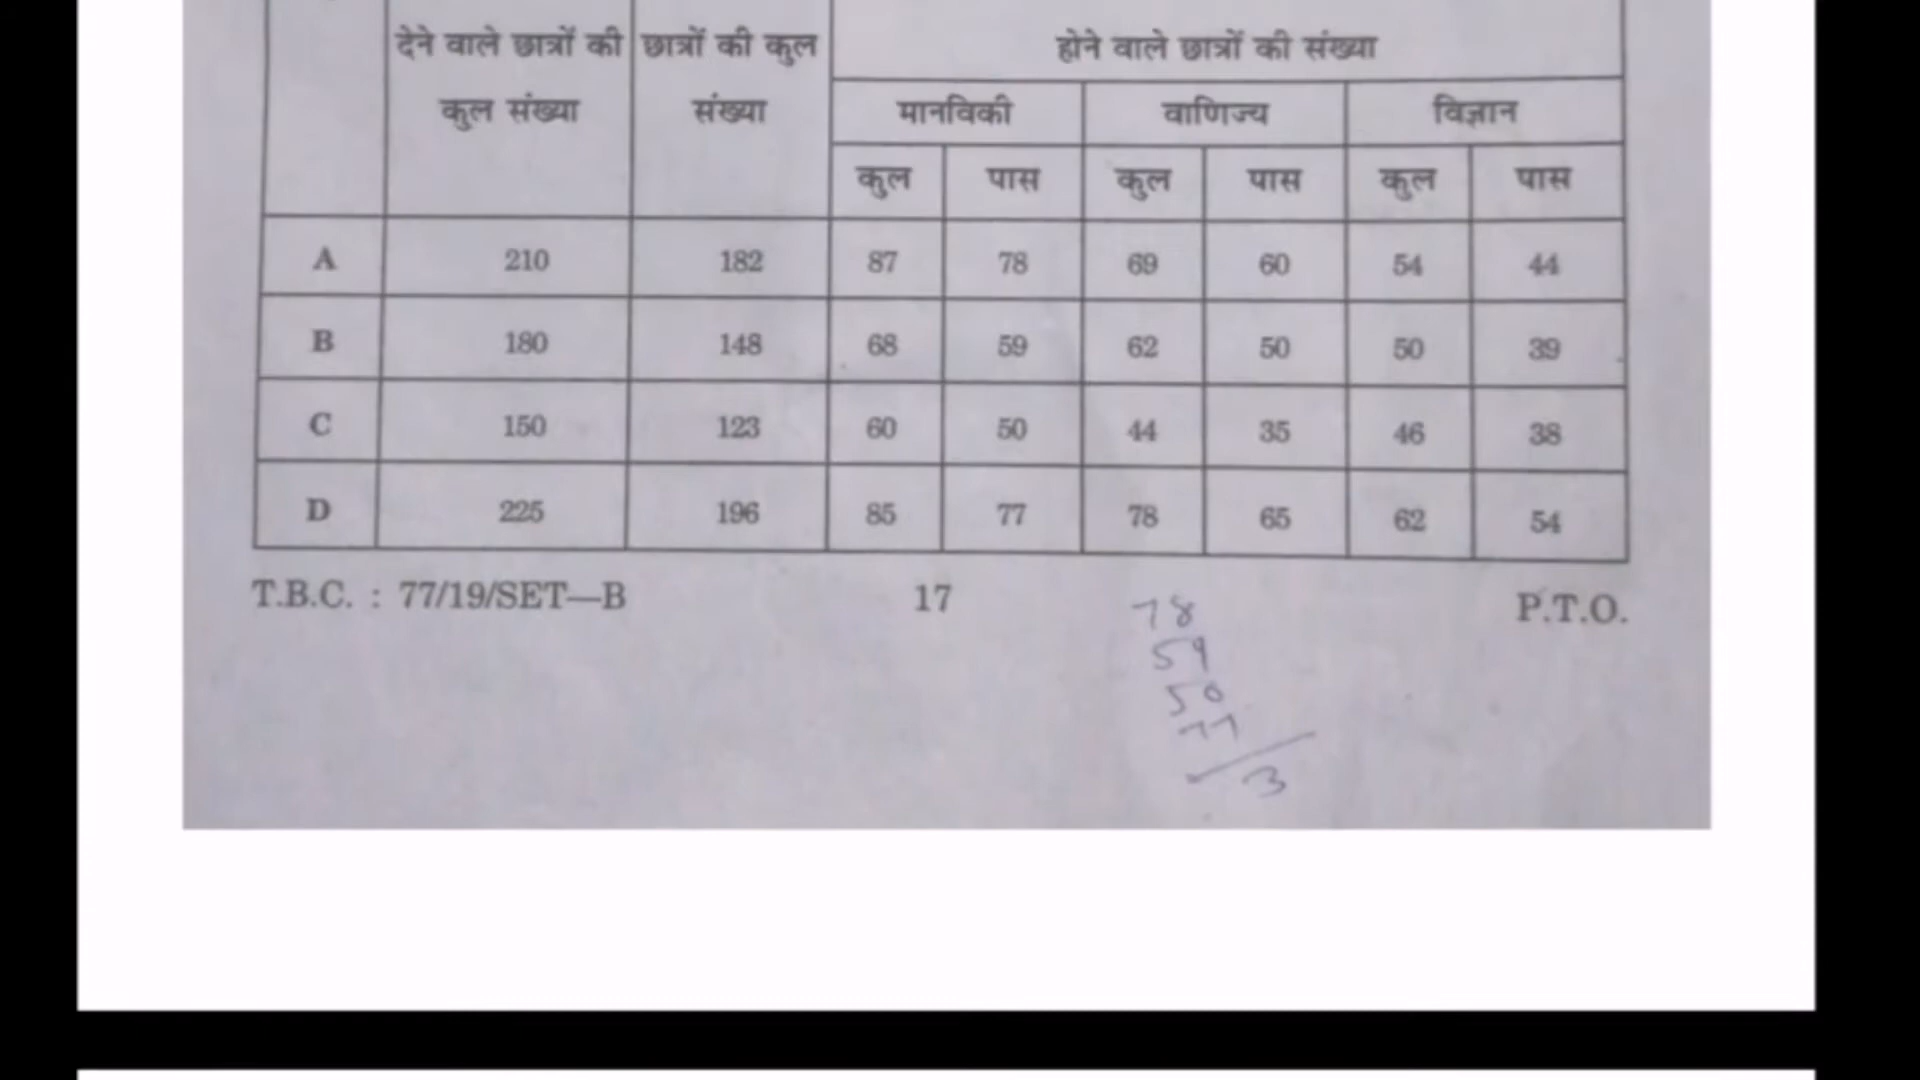 देने वाले छात्रों की छात्रों की कुल होने वाले छात्रों की संख्या
कुल संख्या संख्या मानविकी वाणिज्य विज्ञान
कुल पास कुल पास कुल पास
A 210 182 87 78 69 60 54 44
B 180 148 68 59 62 50 50 39
C 150 123 60 50 44 35 46 38
D 225 196 85 77 78 65 62 54
T.B.C. : 77/19/SET—B 17 P.T.O.
78
59
50
77
3